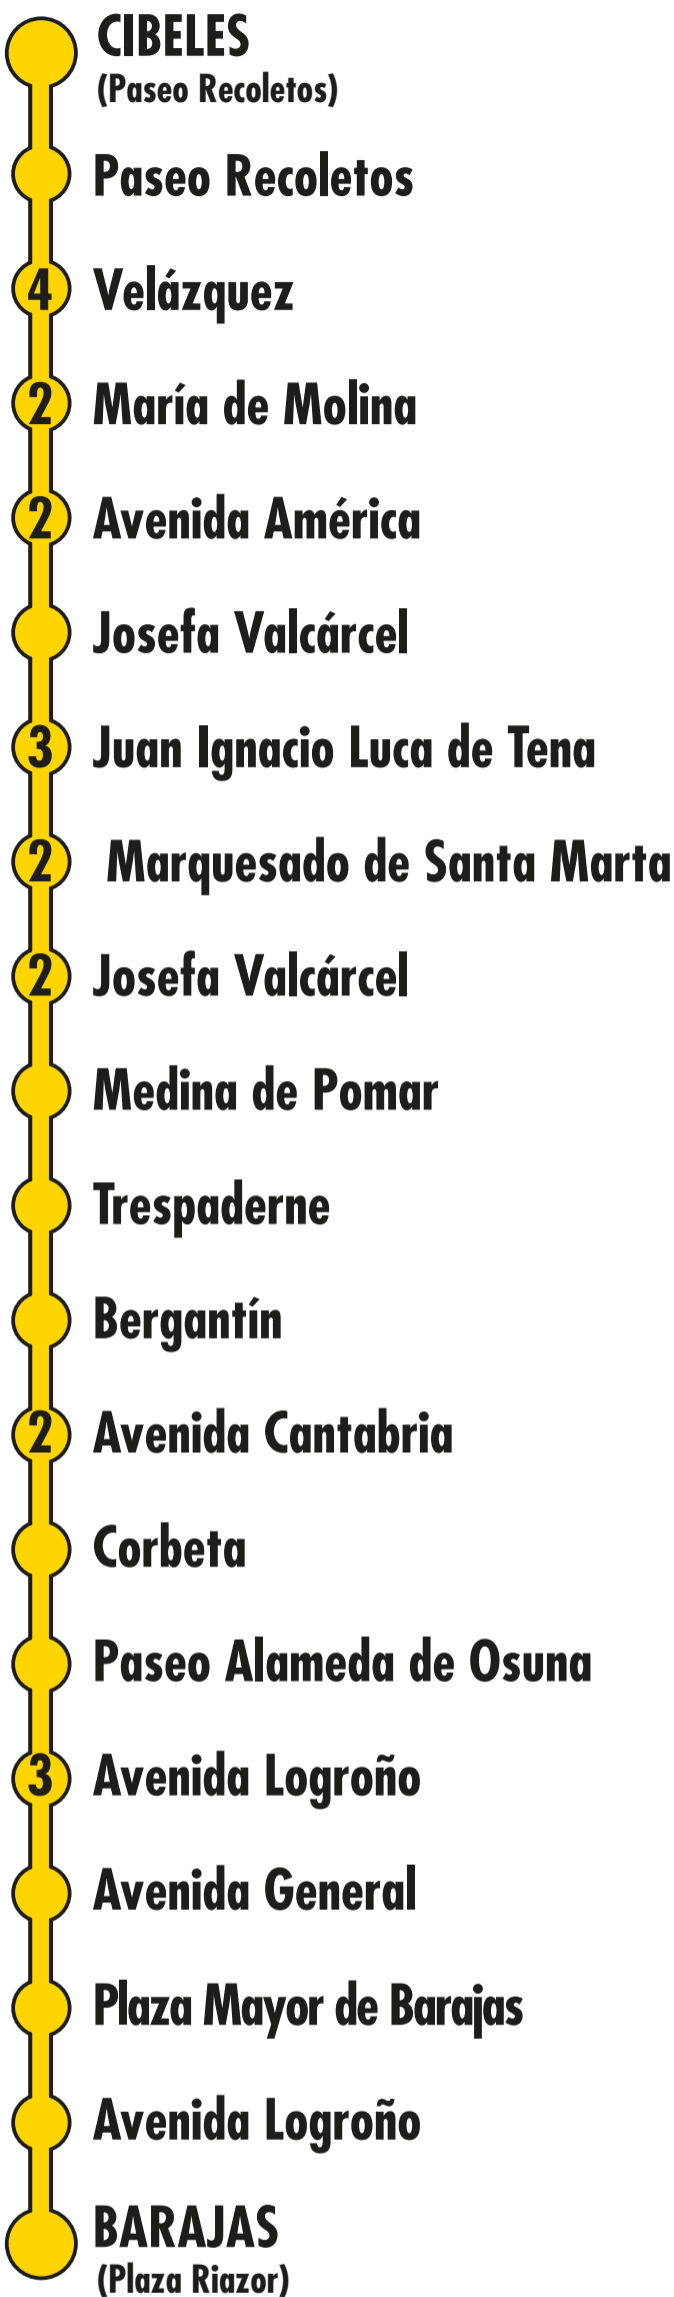 CIBELES
(Paseo Recoletos)
Paseo Recoletos
4 Velázquez
2 María de Molina
2 Avenida América
Josefa Valcárcel
3 Juan Ignacio Luca de Tena
2 Marquesado de Santa Marta
2 Josefa Valcárcel
Medina de Pomar
Trespaderne
Bergantín
2 Avenida Cantabria
Corbeta
Paseo Alameda de Osuna
3 Avenida Logroño
Avenida General
Plaza Mayor de Barajas
Avenida Logroño
BARAJAS
(Plaza Riazor)